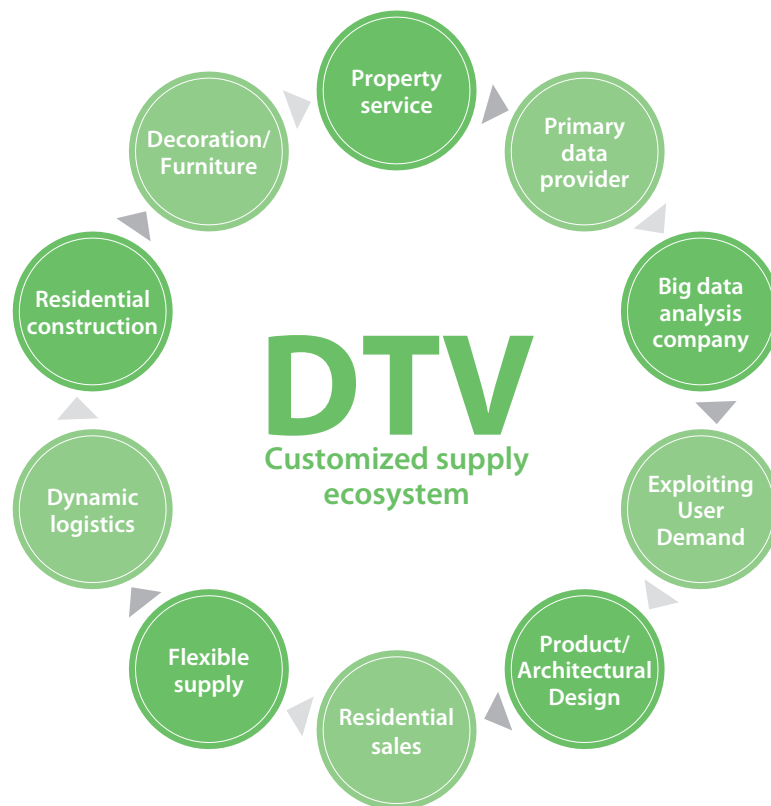 Property
service
Primary
data
provider
Big data
analysis
company
Exploiting
User
Demand
Product/
Architectural
Design
Residential
sales
Flexible
supply
Dynamic
logistics
Residential
construction
Decoration/
Furniture
DTV
Customized supply
ecosystem